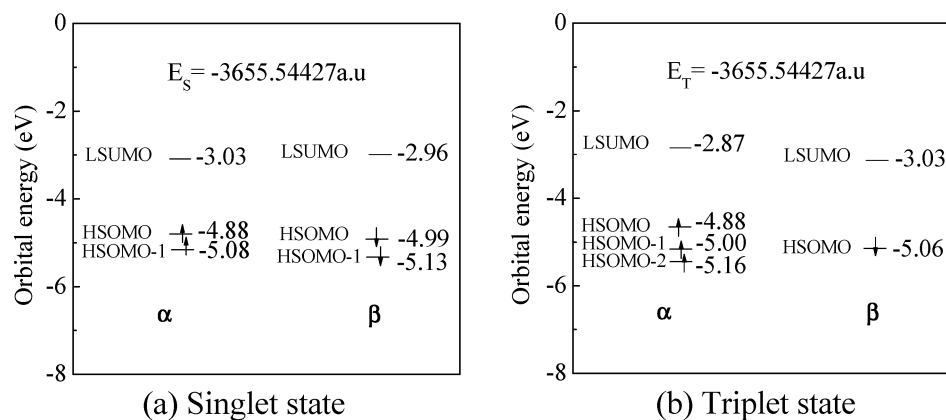 Orbital energy (eV)
0
-2
-4
-6
-8
E_S= -3655.54427a.u
LSUMO
-3.03
LSUMO
-2.96
HSOMO
-4.88
HSOMO-1
-5.08
HSOMO
-4.99
HSOMO-1
-5.13
α
β
(a) Singlet state
Orbital energy (eV)
0
-2
-4
-6
-8
E_T= -3655.54427a.u
LSUMO
-2.87
LSUMO
-3.03
HSOMO
-4.88
HSOMO-1
-5.00
HSOMO-2
-5.16
HSOMO
-5.06
α
β
(b) Triplet state